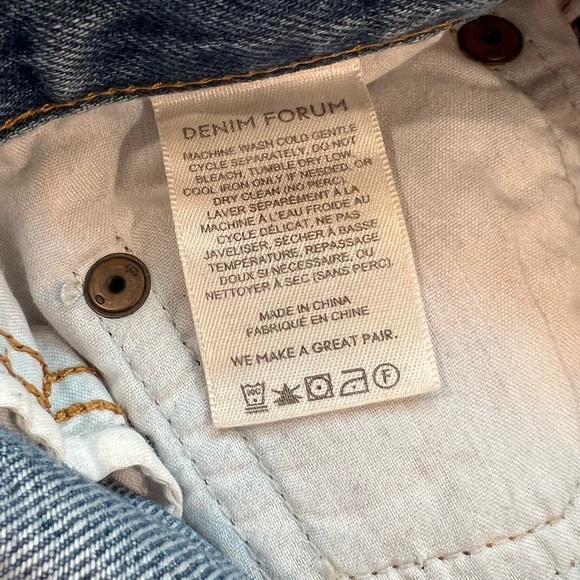 DENIM FORUM
MACHINE WASH COLD GENTLE
CYCLE SEPARATELY, DO NOT
BLEACH, TUMBLE DRY LOW,
COOL IRON ONLY IF NEEDED, OR
DRY CLEAN (NO PERC)
LAVER SÉPARÉMENT À LA
MACHINE À L'EAU FROIDE AU
CYCLE DÉLICAT, NE PAS
JAVELISER, SÉCHER À BASSE
TEMPÉRATURE, REPASSAGE
DOUX SI NÉCESSAIRE, OU
NETTOYER À SEC (SANS PERC).
MADE IN CHINA
FABRIQUÉ EN CHINE
WE MAKE A GREAT PAIR.
F